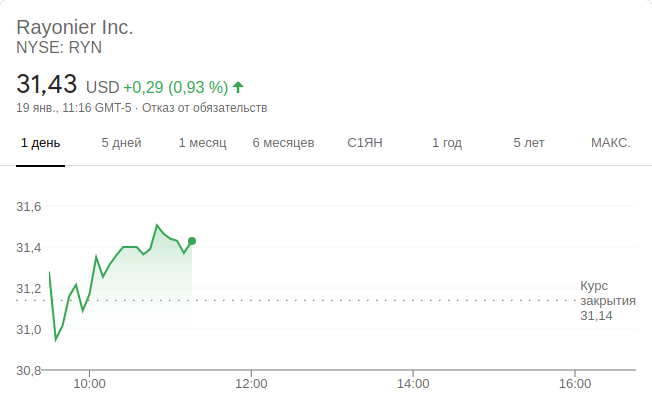 Rayonier Inc.
NYSE: RYN
31,43 USD +0,29 (0,93 %)
19 янв., 11:16 GMT-5 · Отказ от обязательств
1 день 5 дней 1 месяц 6 месяцев С1ЯН 1 год 5 лет МАКС.
31,6
31,4
31,2
31,0
30,8
Курс
закрытия
31,14
10:00 12:00 14:00 16:00